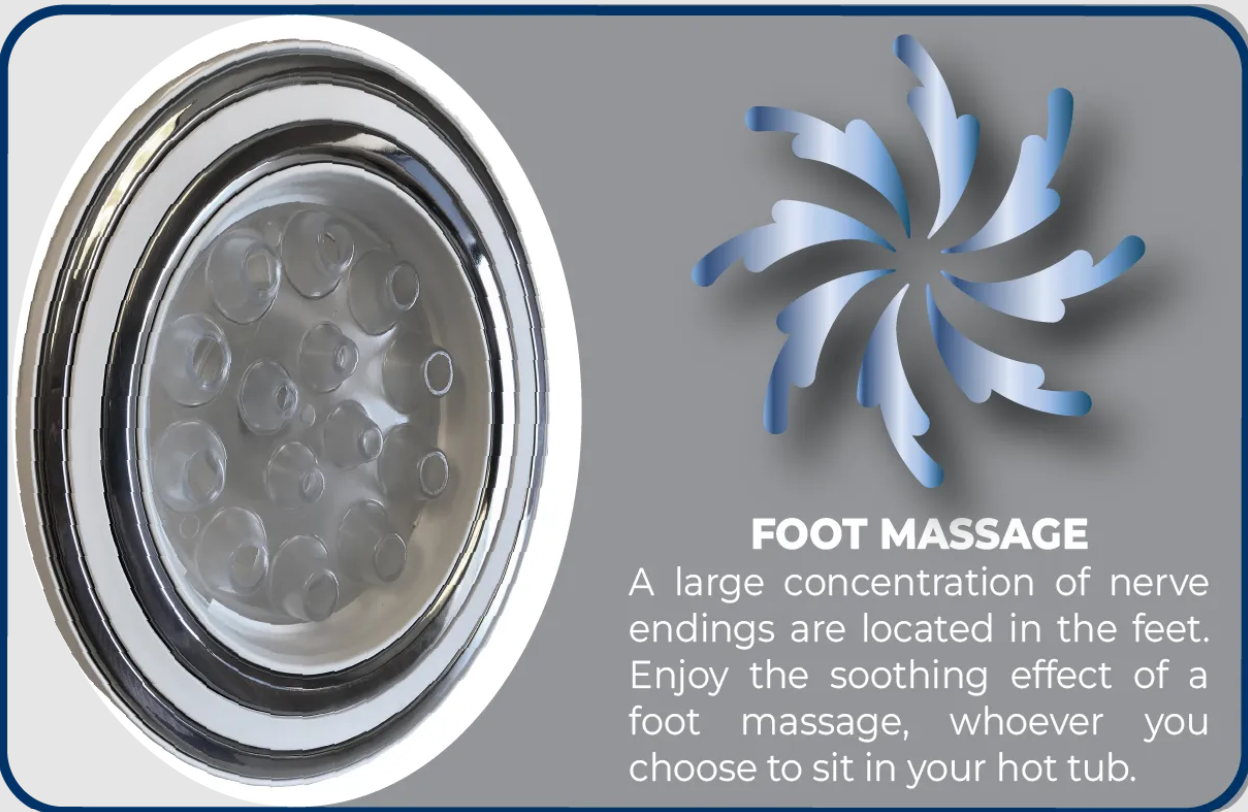 FOOT MASSAGE
A large concentration of nerve
endings are located in the feet.
Enjoy the soothing effect of a
foot massage, whoever you
choose to sit in your hot tub.